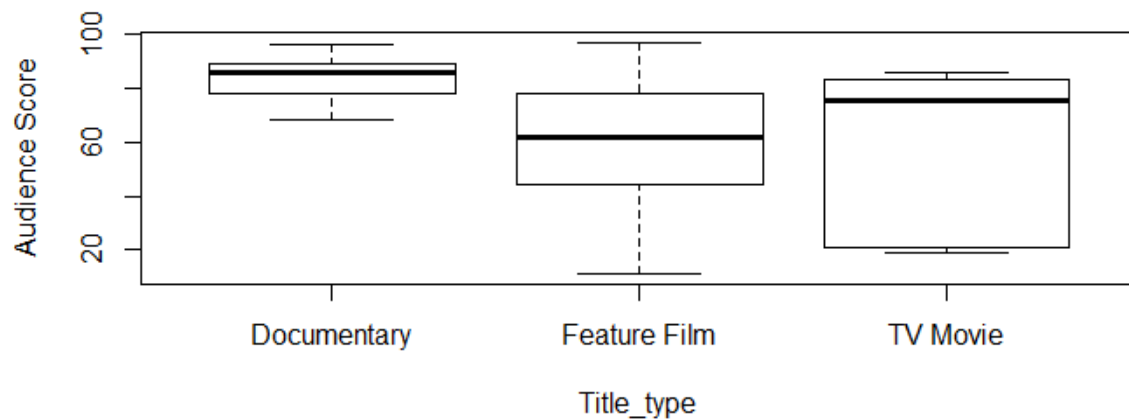 Audience Score
100
60
20
Documentary Feature Film TV Movie
Title_type